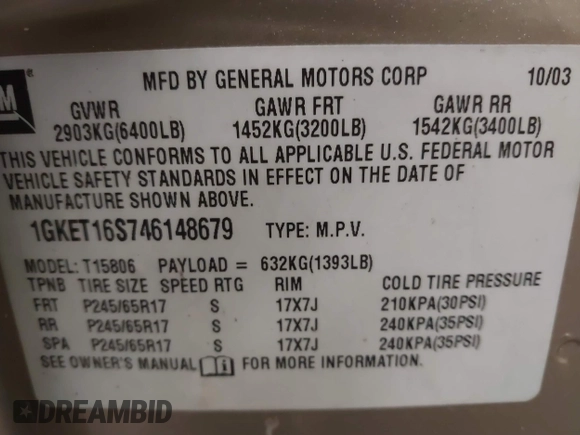 GM
MFD BY GENERAL MOTORS CORP 10/03
GVWR GAWR FRT GAWR RR
2903KG(6400LB) 1452KG(3200LB) 1542KG(3400LB)
THIS VEHICLE CONFORMS TO ALL APPLICABLE U.S. FEDERAL MOTOR
VEHICLE SAFETY STANDARDS IN EFFECT ON THE DATE OF
MANUFACTURE SHOWN ABOVE.
1GKET16S746148679 TYPE: M.P.V.
MODEL: T15806 PAYLOAD = 632KG(1393LB)
TPNB TIRE SIZE SPEED RTG RIM COLD TIRE PRESSURE
FRT P245/65R17 S 17X7J 210KPA(30PSI)
RR P245/65R17 S 17X7J 240KPA(35PSI)
SPA P245/65R17 S 17X7J 240KPA(35PSI)
SEE OWNER'S MANUAL FOR MORE INFORMATION.
DREAMBID